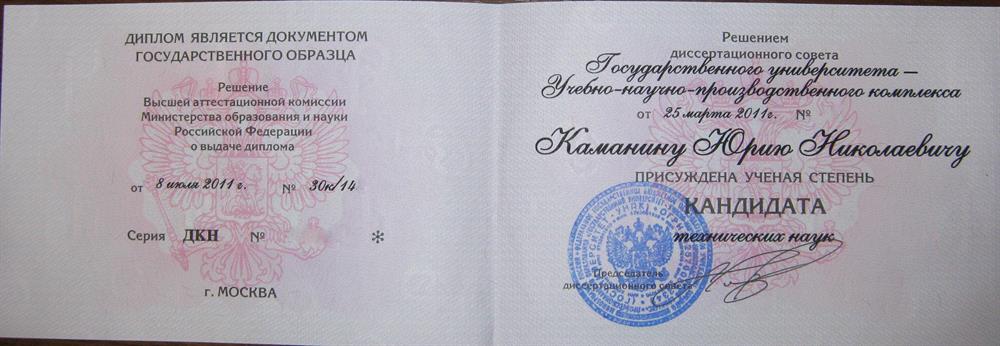 ДИПЛОМ ЯВЛЯЕТСЯ ДОКУМЕНТОМ
ГОСУДАРСТВЕННОГО ОБРАЗЦА
Решение
Высшей аттестационной комиссии
Министерства образования и науки
Российской Федерации
о выдаче диплома
от 8 июля 2011 г. № 30к/14
Серия ДКН № *
г. МОСКВА
Решением
диссертационного совета
Государственного университета –
Учебно-научно-производственного комплекса
от 25 марта 2011г. №
Каманину Юрию Николаевичу
ПРИСУЖДЕНА УЧЕНАЯ СТЕПЕНЬ
КАНДИДАТА
технических наук
Председатель
диссертационного совета